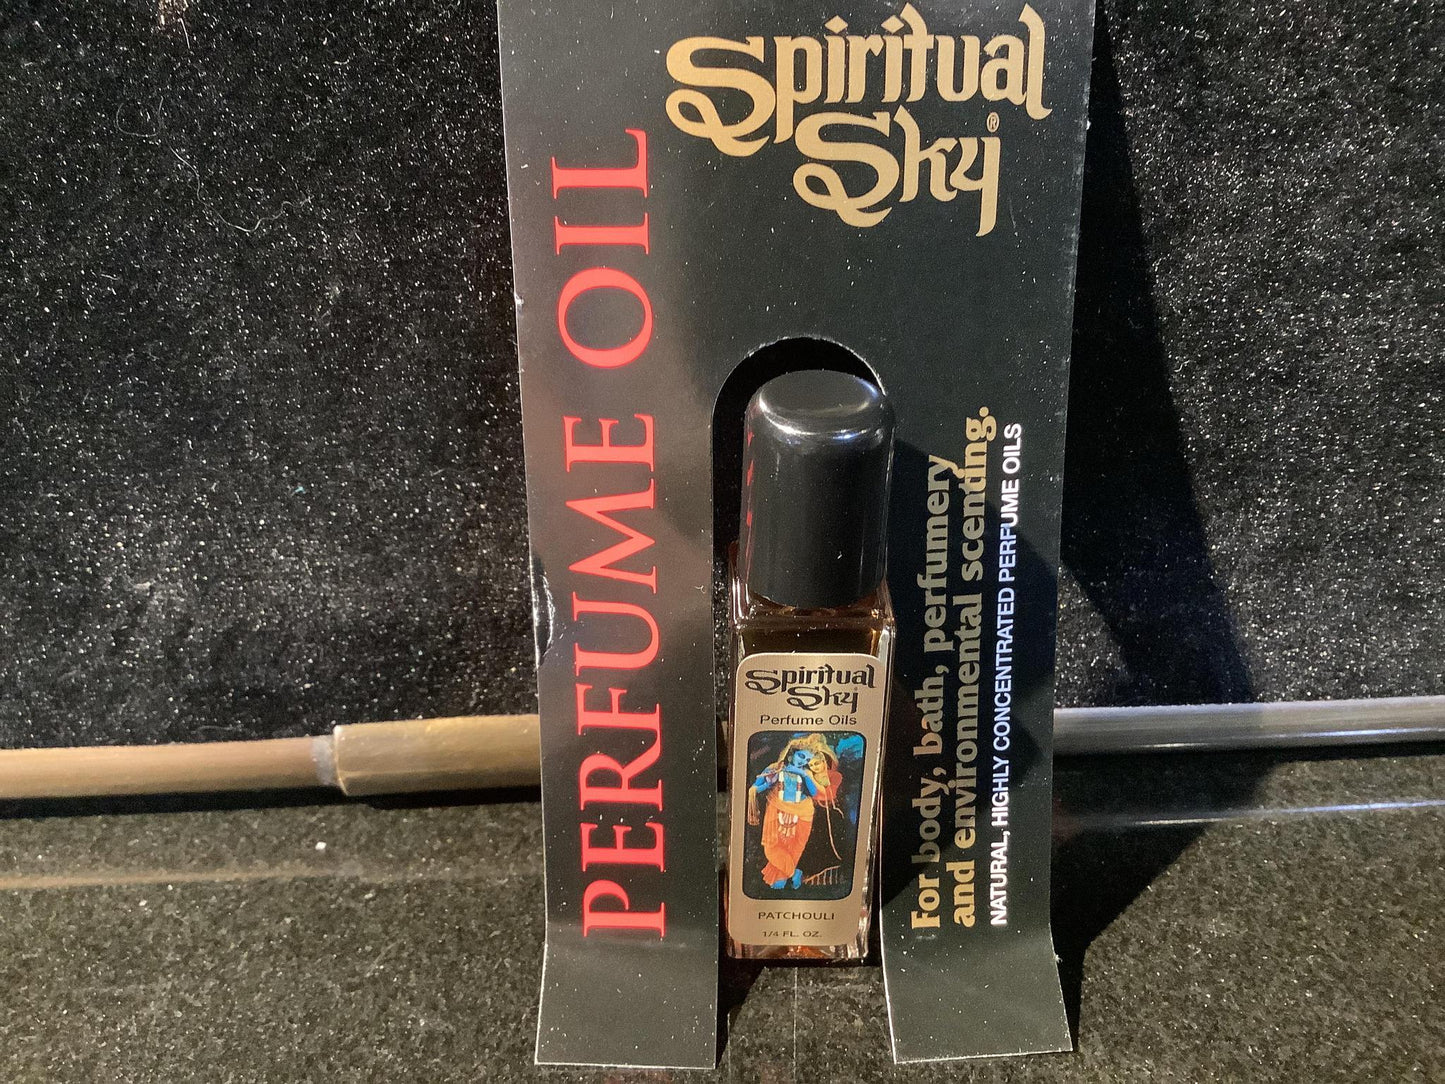 Spiritual
Sky®
PERFUME OIL
For body, bath, perfumery
and environmental scenting.
NATURAL, HIGHLY CONCENTRATED PERFUME OILS
Spiritual
Sky
Perfume Oils
PATCHOULI
1/4 FL. OZ.